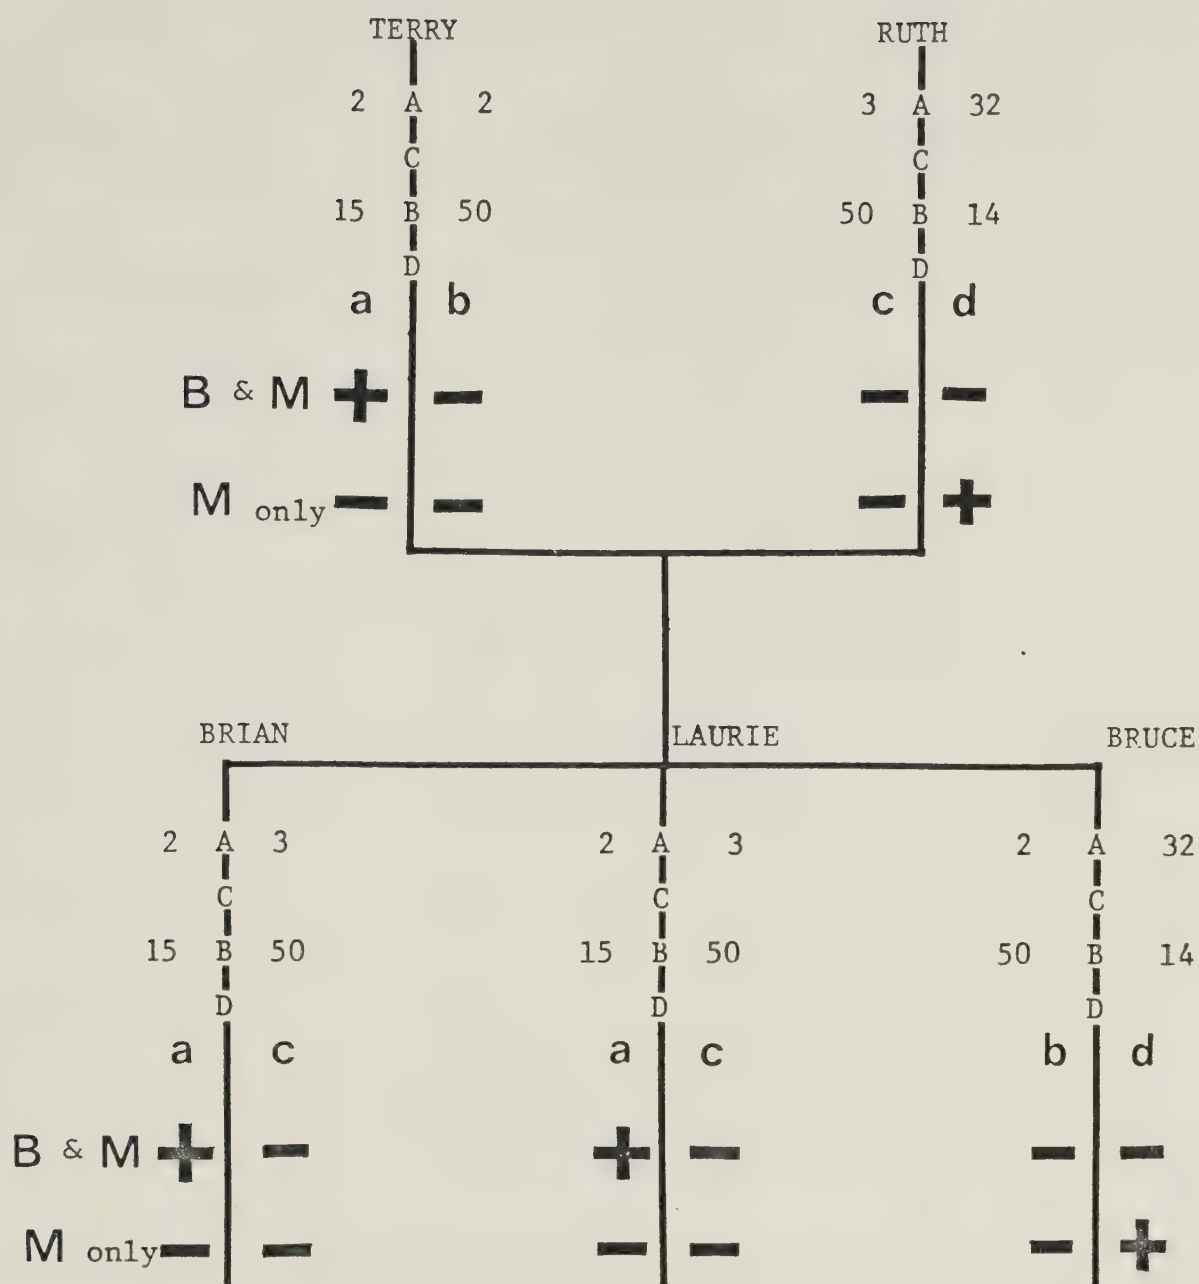 TERRY RUTH
2 A 2 3 A 32
C C
15 B 50 50 B 14
D D
a b c d
B & M + − − −
M only − − − +
BRIAN LAURIE BRUCE
2 A 3 2 A 3 2 A 32
C C C
15 B 50 15 B 50 50 B 14
D D D
a c a c b d
B & M + − + − − −
M only − − − − − +